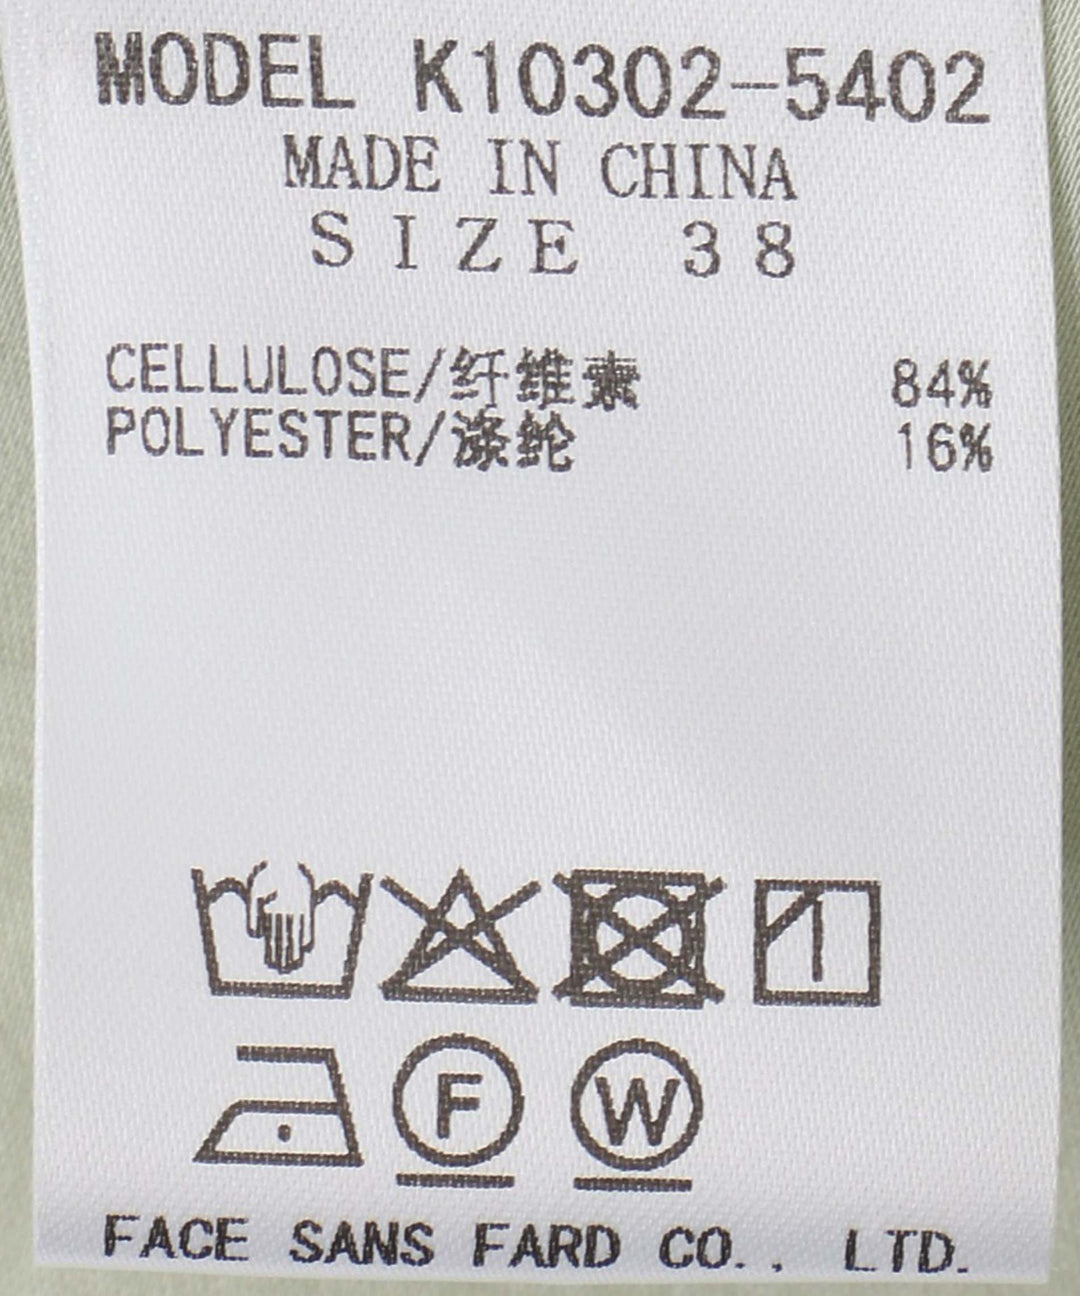 MODEL K10302-5402
MADE IN CHINA
SIZE 38
CELLULOSE/纤维素 84%
POLYESTER/涤纶 16%
F W
FACE SANS FARD CO., LTD.